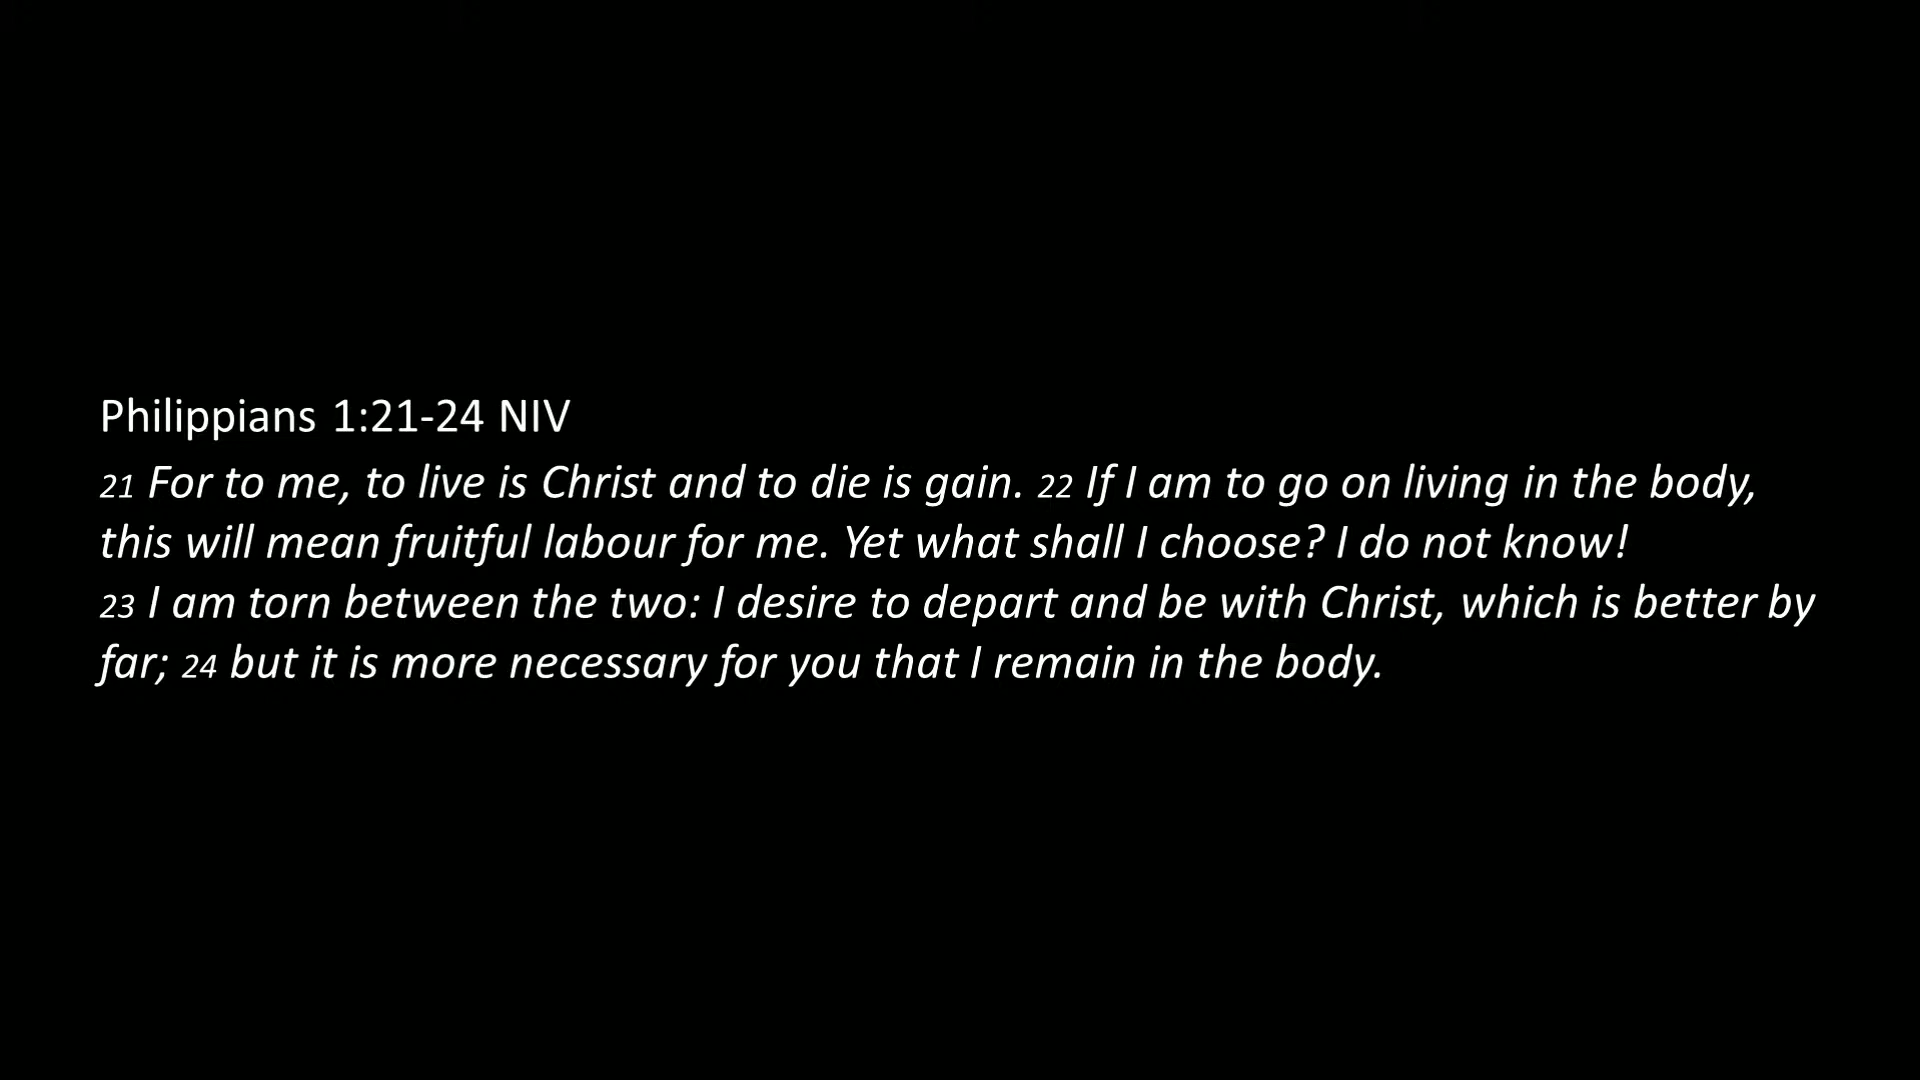 Philippians 1:21-24 NIV
21 For to me, to live is Christ and to die is gain. 22 If I am to go on living in the body,
this will mean fruitful labour for me. Yet what shall I choose? I do not know!
23 I am torn between the two: I desire to depart and be with Christ, which is better by
far; 24 but it is more necessary for you that I remain in the body.